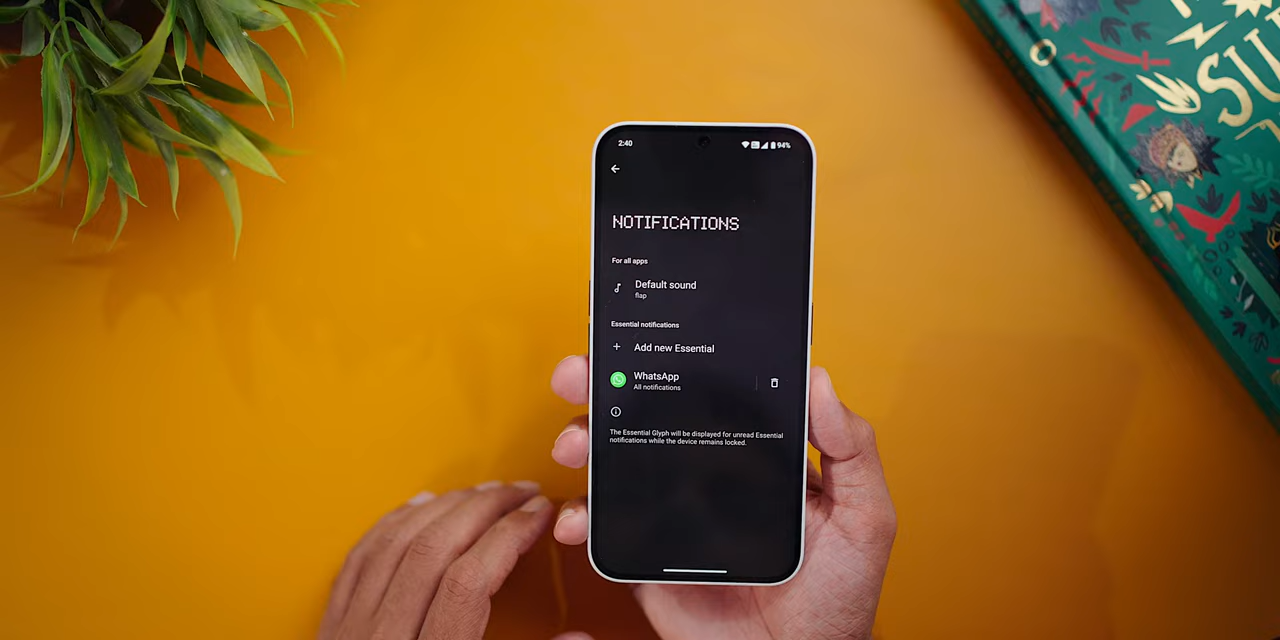 2:40
94%
NOTIFICATIONS
For all apps
Default sound
flap
Essential notifications
Add new Essential
WhatsApp
All notifications
The Essential Glyph will be displayed for unread Essential
notifications while the device remains locked.
SU